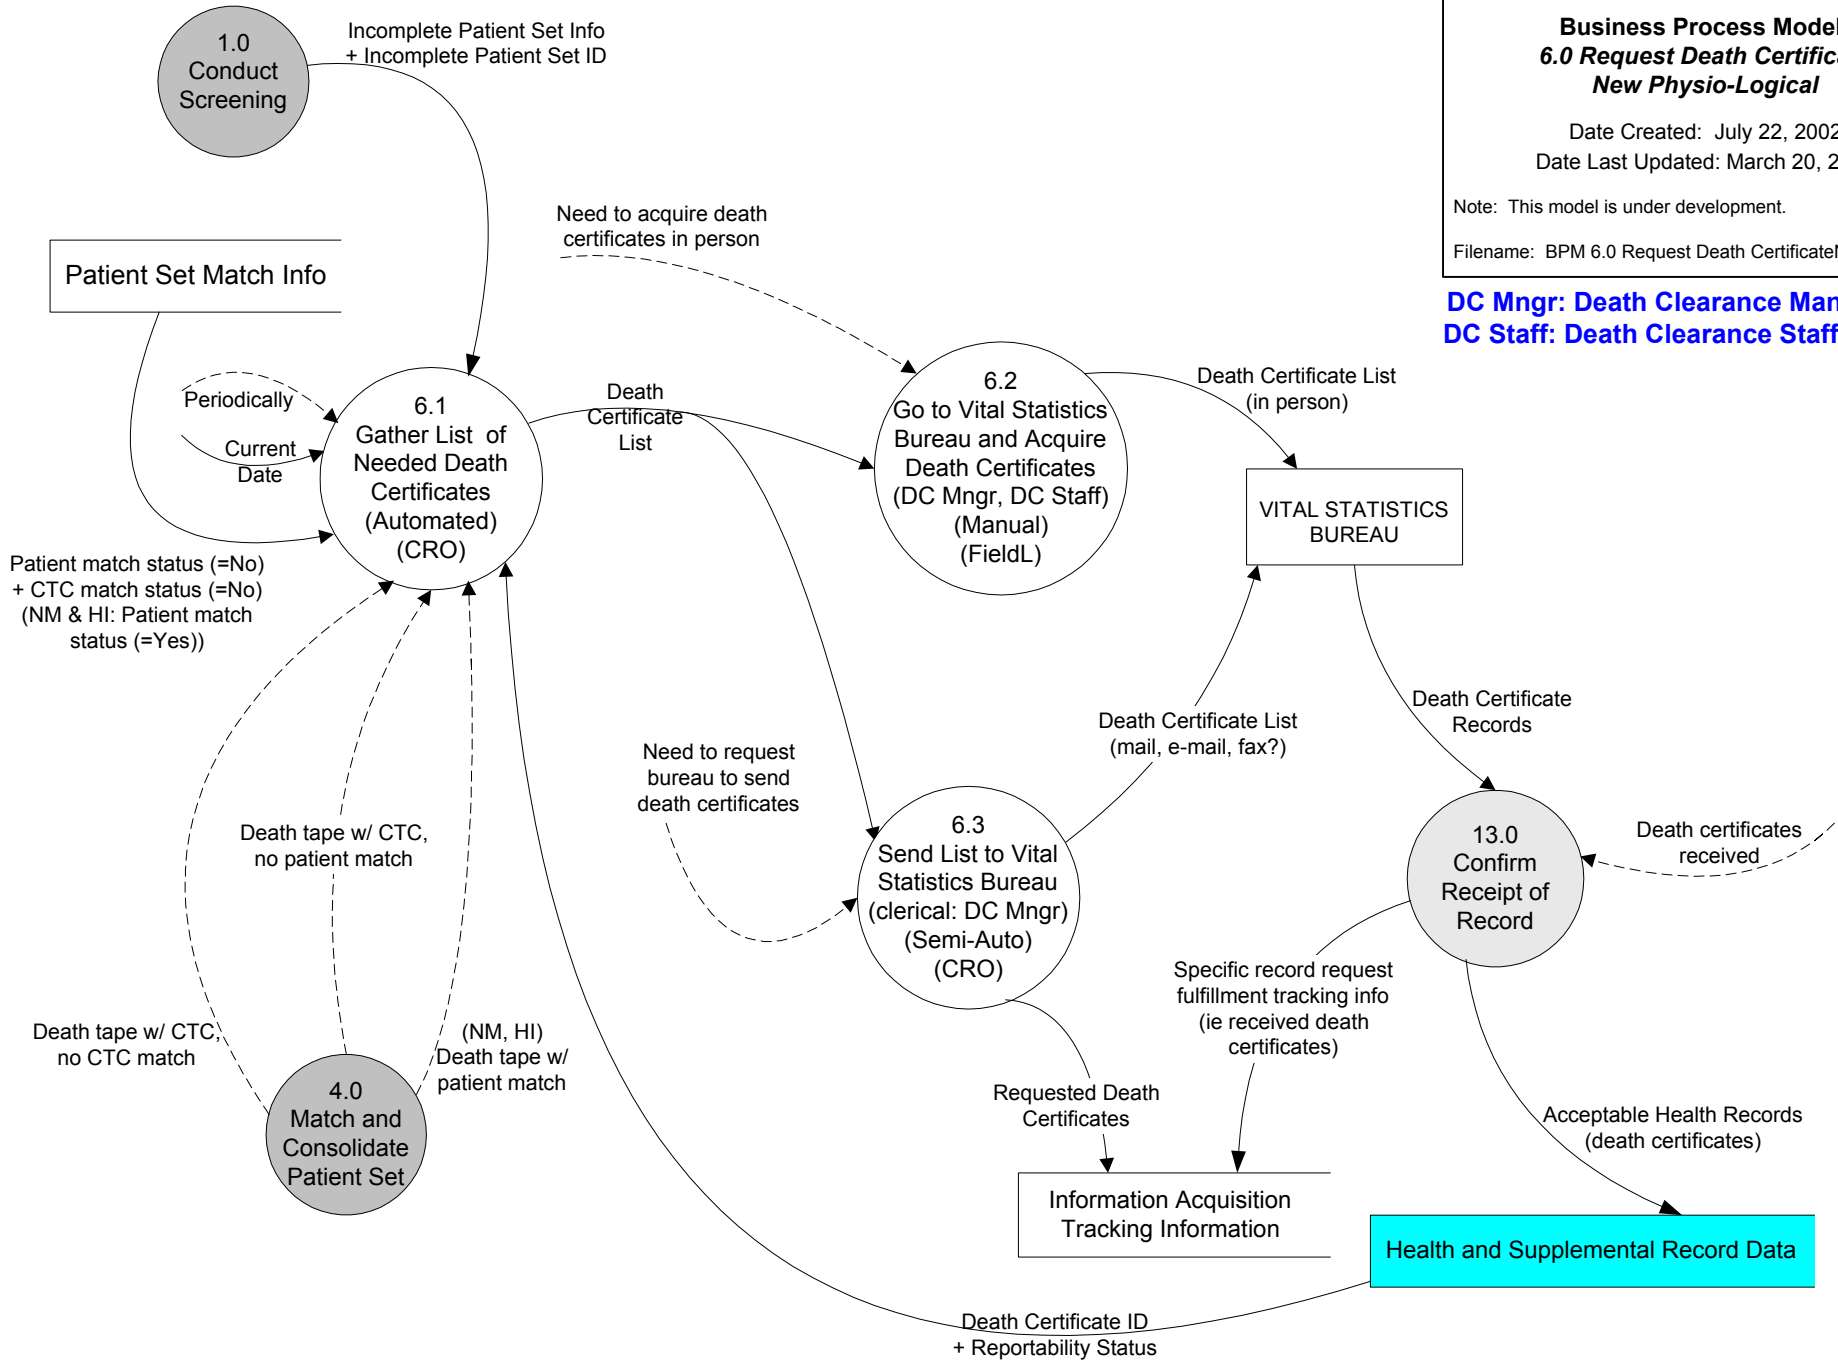 1.0
Conduct
Screening
Incomplete Patient Set Info
+ Incomplete Patient Set ID
Business Process Model
6.0 Request Death
New Physio-Logical
Date Created: July 22, 2002
Date Last Updated: March 20,
Note: This model is under development.
Filename: BPM 6.0 Request Death
DC Mngr: Death Clearance
DC Staff: Death Clearance Staff
Patient Set Match Info
Need to acquire death
certificates in person
Periodically
Current
Date
6.1
Gather List of
Needed Death
Certificates
(Automated)
(CRO)
Death
Certificate
List
6.2
Go to Vital Statistics
Bureau and Acquire
Death Certificates
(DC Mngr, DC Staff)
(Manual)
(FieldL)
Death Certificate List
(in person)
VITAL STATISTICS
BUREAU
Patient match status (=No)
+ CTC match status (=No)
(NM & HI: Patient match
status (=Yes))
Death Certificate
Records
Death Certificate List
(mail, e-mail, fax?)
Need to request
bureau to send
death certificates
Death tape w/ CTC,
no patient match
6.3
Send List to Vital
Statistics Bureau
(clerical: DC Mngr)
(Semi-Auto)
(CRO)
13.0
Confirm
Receipt of
Record
Death certificates
received
Specific record request
fulfillment tracking info
(ie received death
certificates)
Death tape w/ CTC,
no CTC match
(NM, HI)
Death tape w/
patient match
4.0
Match and
Consolidate
Patient Set
Requested Death
Certificates
Acceptable Health Records
(death certificates)
Information Acquisition
Tracking Information
Health and Supplemental Record Data
Death Certificate ID
+ Reportability Status